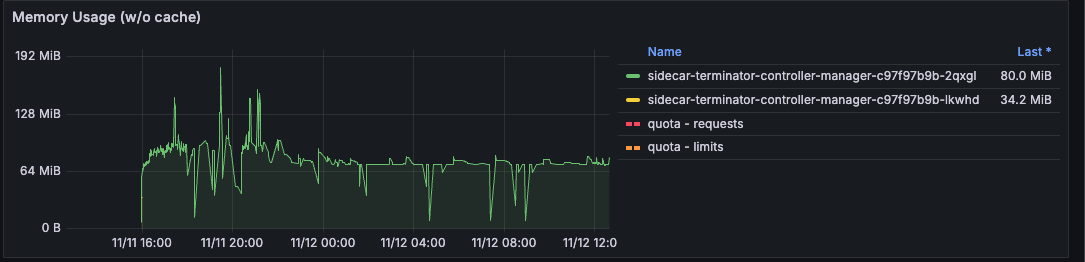 Memory Usage (w/o cache)
192 MiB
128 MiB
64 MiB
0 B
11/11 16:00
11/11 20:00
11/12 00:00
11/12 04:00
11/12 08:00
11/12 12:0
Name
Last *
sidecar-terminator-controller-manager-c97f97b9b-2qxgl
80.0 MiB
sidecar-terminator-controller-manager-c97f97b9b-lkwhd
34.2 MiB
quota - requests
quota - limits